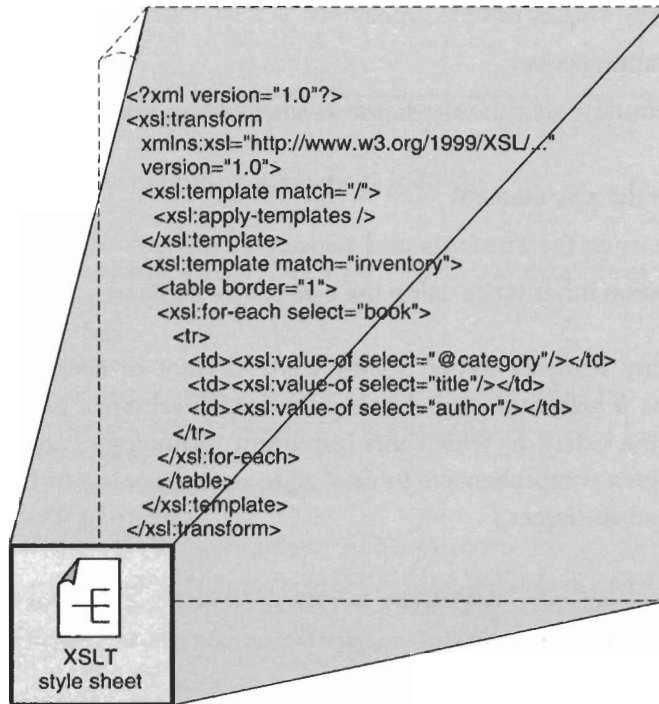 <?xml version="1.0"?>
<xsl:transform
xmlns:xsl="http://www.w3.org/1999/XSL/..."
version="1.0">
<xsl:template match="/">
<xsl:apply-templates />
</xsl:template>
<xsl:template match="inventory">
<table border="1">
<xsl:for-each select="book">
<tr>
<td><xsl:value-of select="@category"/></td>
<td><xsl:value-of select="title"/></td>
<td><xsl:value-of select="author"/></td>
</tr>
</xsl:for-each>
</table>
</xsl:template>
</xsl:transform>
XSLT
style sheet